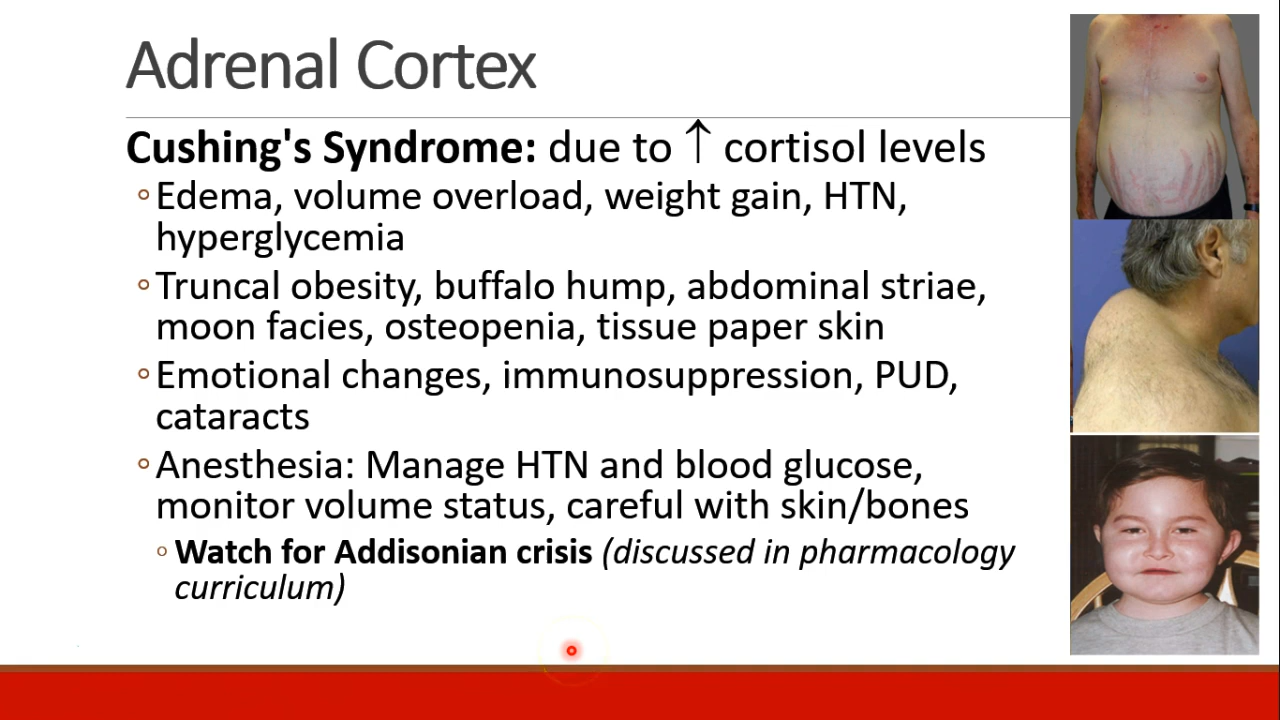 Adrenal Cortex
Cushing's Syndrome: due to ↑ cortisol levels
◦Edema, volume overload, weight gain, HTN,
hyperglycemia
◦Truncal obesity, buffalo hump, abdominal striae,
moon facies, osteopenia, tissue paper skin
◦Emotional changes, immunosuppression, PUD,
cataracts
◦Anesthesia: Manage HTN and blood glucose,
monitor volume status, careful with skin/bones
◦Watch for Addisonian crisis (discussed in pharmacology
curriculum)